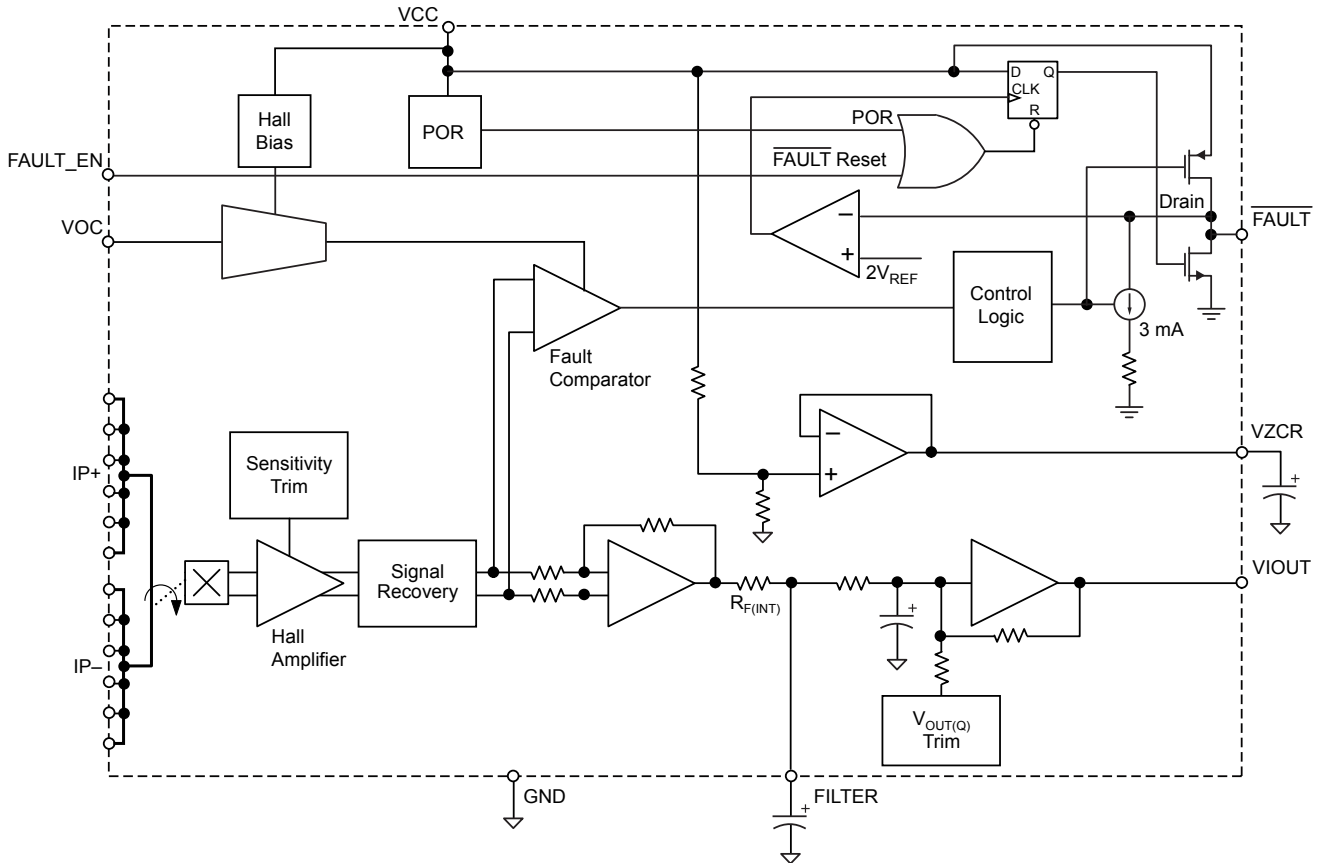 VCC
Hall
Bias
POR
POR
D
Q
CLK
R
FAULT_EN
FAULT Reset
VOC
Drain
FAULT
−
+
2VREF
Control
Logic
3 mA
Fault
Comparator
VZCR
−
+
+
IP+
Sensitivity
Trim
Signal
Recovery
Hall
Amplifier
RF(INT)
+
VIOUT
IP–
VOUT(Q)
Trim
GND
FILTER
+